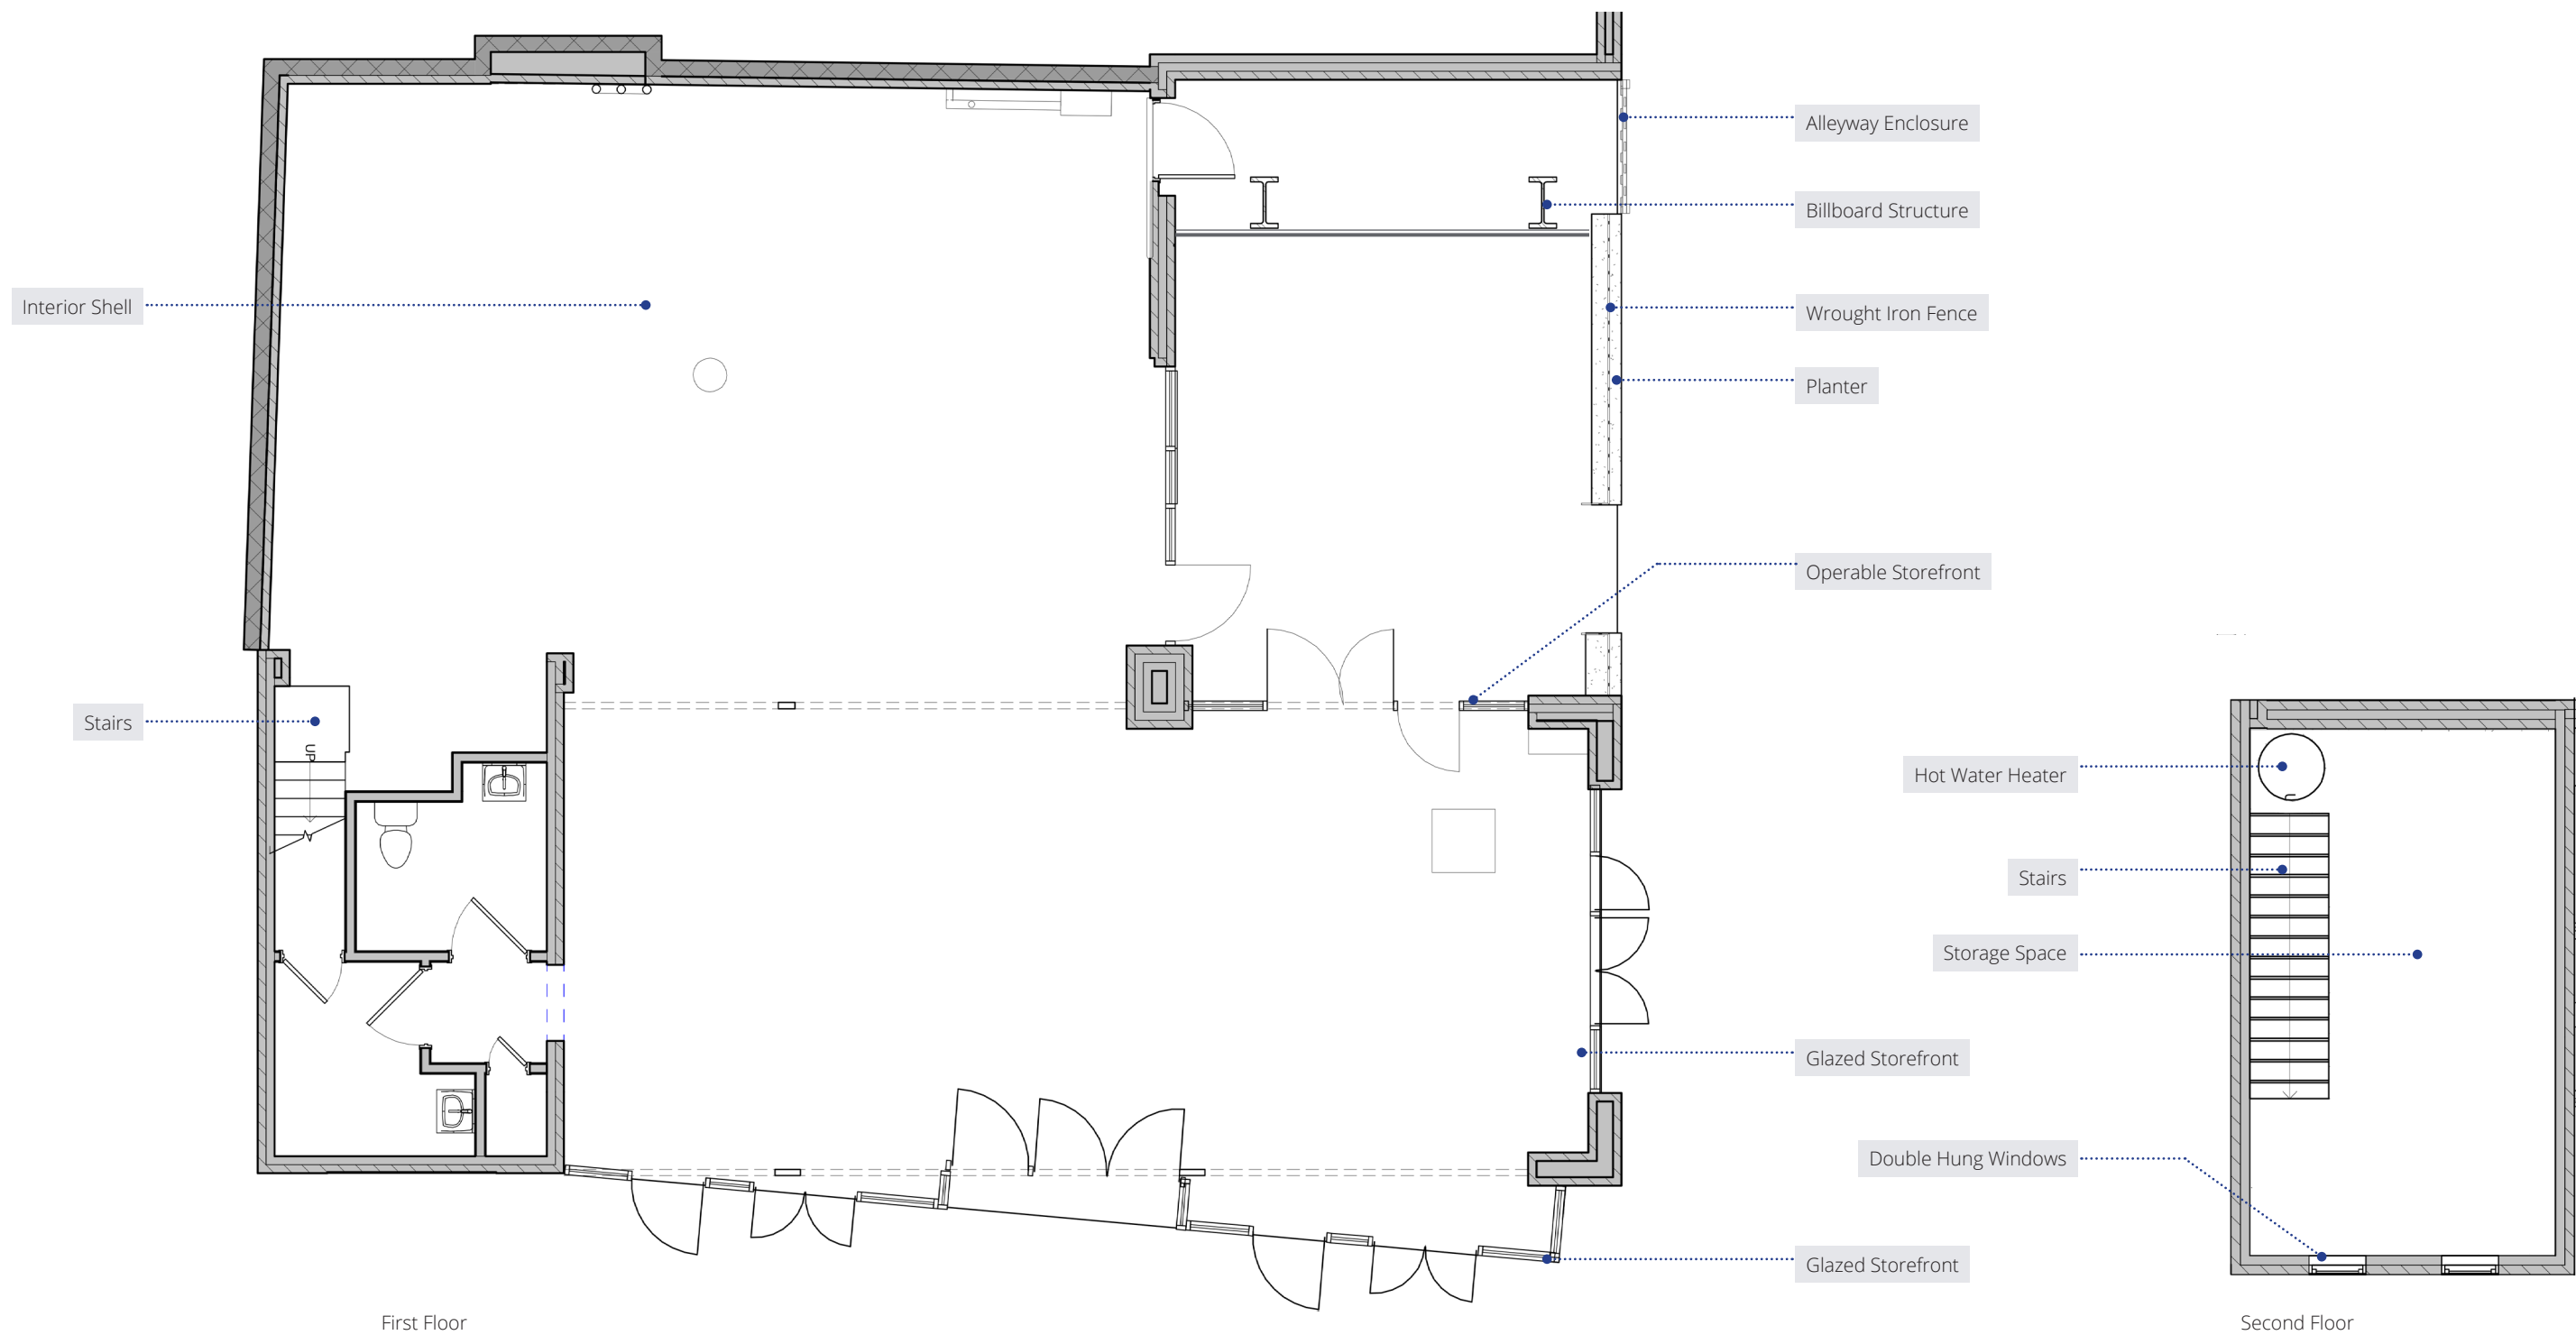 Alleyway Enclosure
Billboard Structure
Interior Shell
Wrought Iron Fence
Planter
Operable Storefront
Stairs
UP
Hot Water Heater
Stairs
Storage Space
Glazed Storefront
Double Hung Windows
Glazed Storefront
First Floor
Second Floor